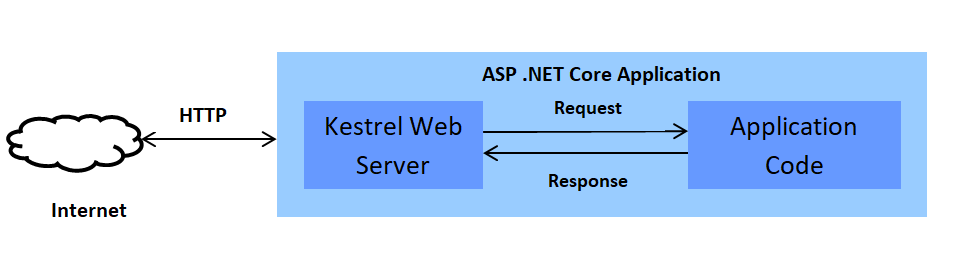 ASP .NET Core Application
HTTP
Request
Kestrel Web
Server
Application
Code
Response
Internet